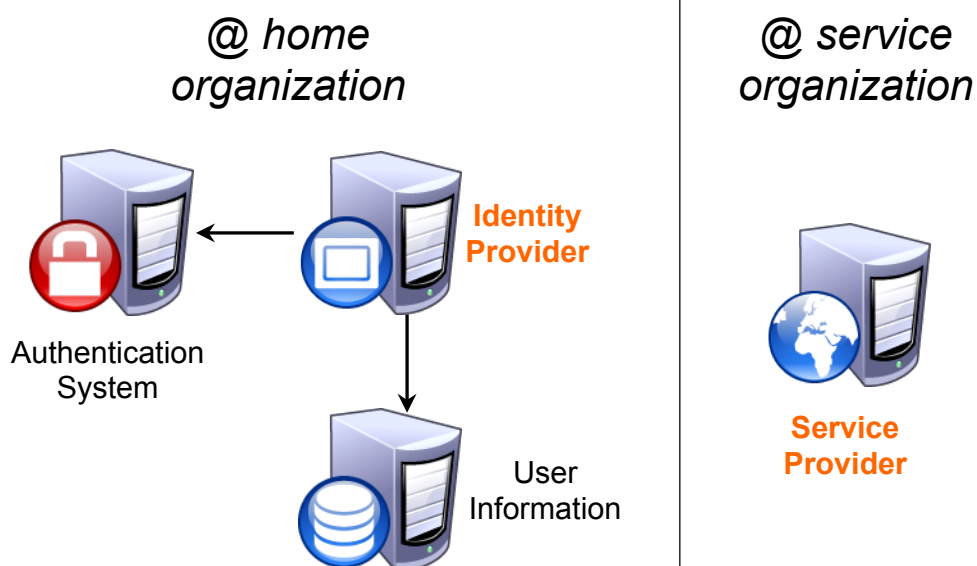 @ home
organization
@ service
organization
Identity
Provider
Authentication
System
Service
Provider
User
Information